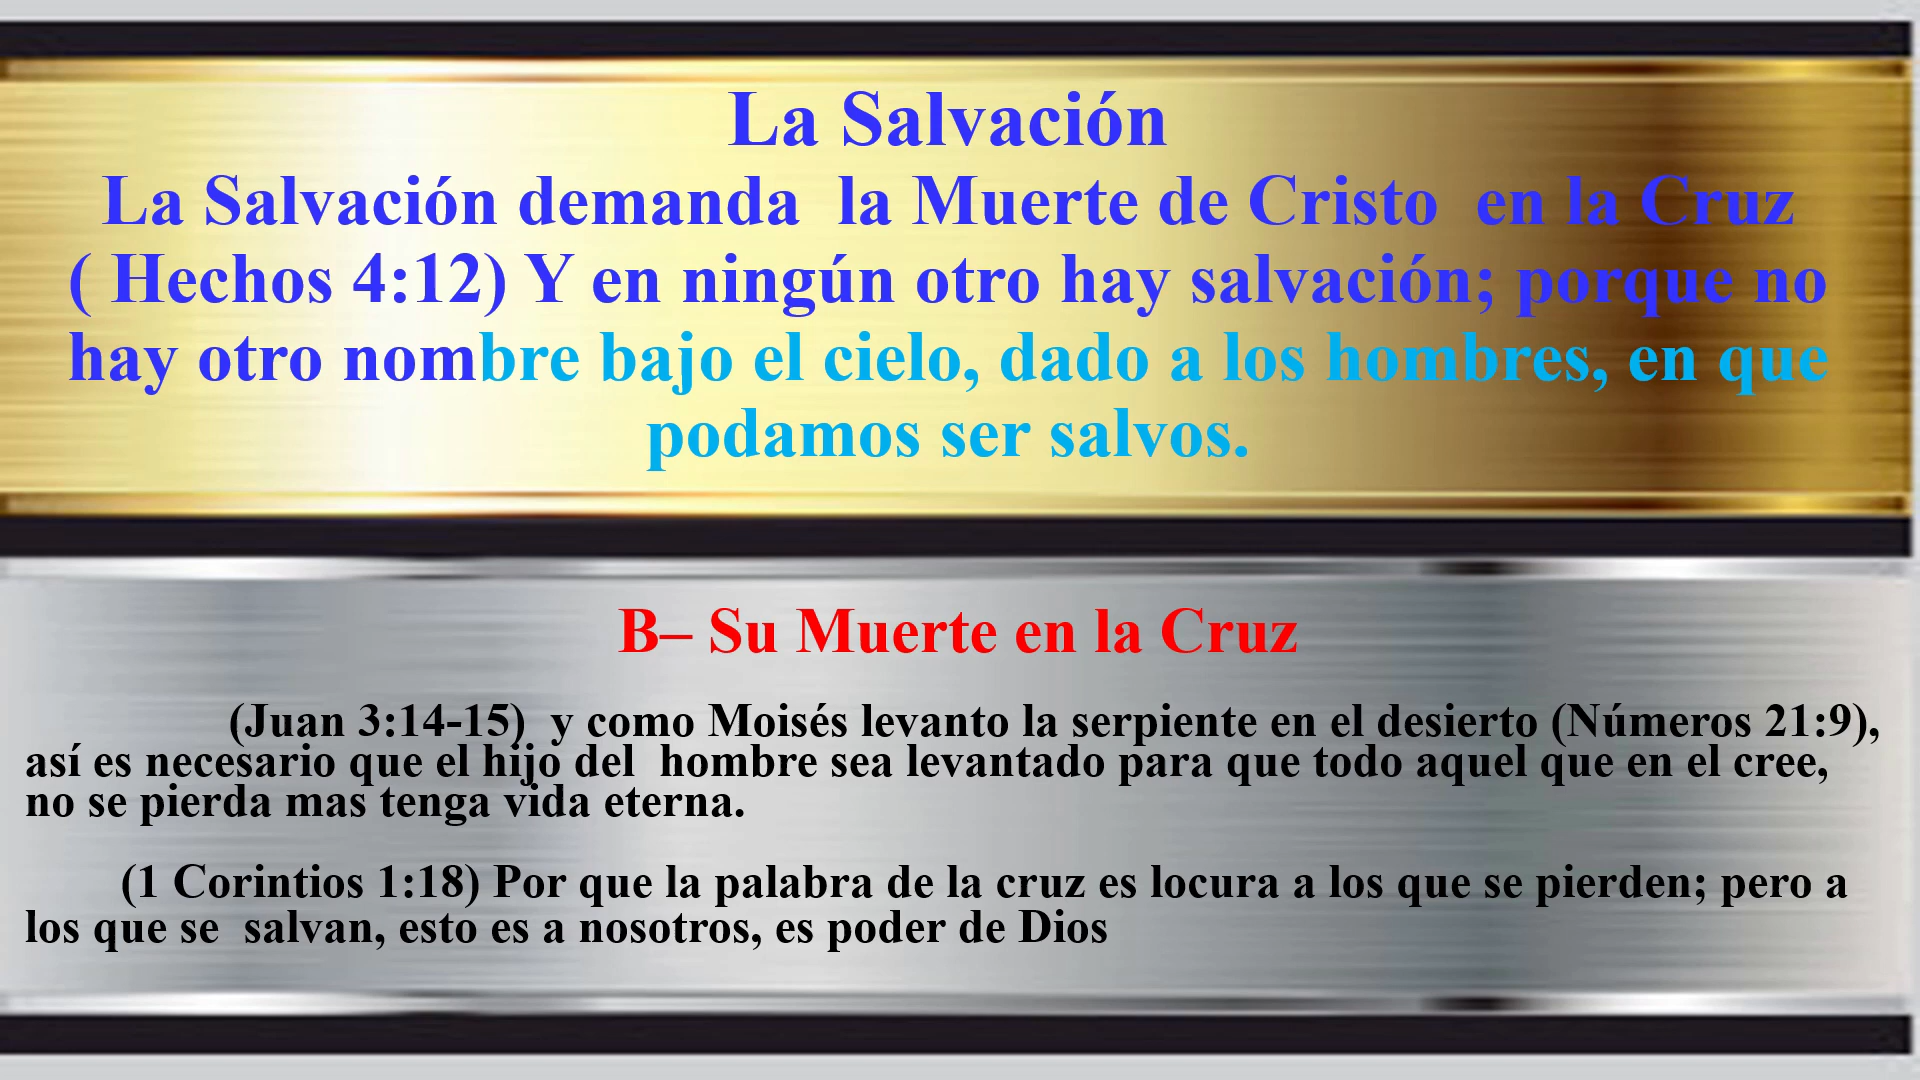 La Salvación
La Salvación demanda  la Muerte de Cristo  en la Cruz
( Hechos 4:12) Y en ningún otro hay salvación; porque no
hay otro nombre bajo el cielo, dado a los hombres, en que
podamos ser salvos.
B– Su Muerte en la Cruz
(Juan 3:14-15)  y como Moisés levanto la serpiente en el desierto (Números 21:9),
así es necesario que el hijo del  hombre sea levantado para que todo aquel que en el cree,
no se pierda mas tenga vida eterna.
(1 Corintios 1:18) Por que la palabra de la cruz es locura a los que se pierden; pero a
los que se  salvan, esto es a nosotros, es poder de Dios